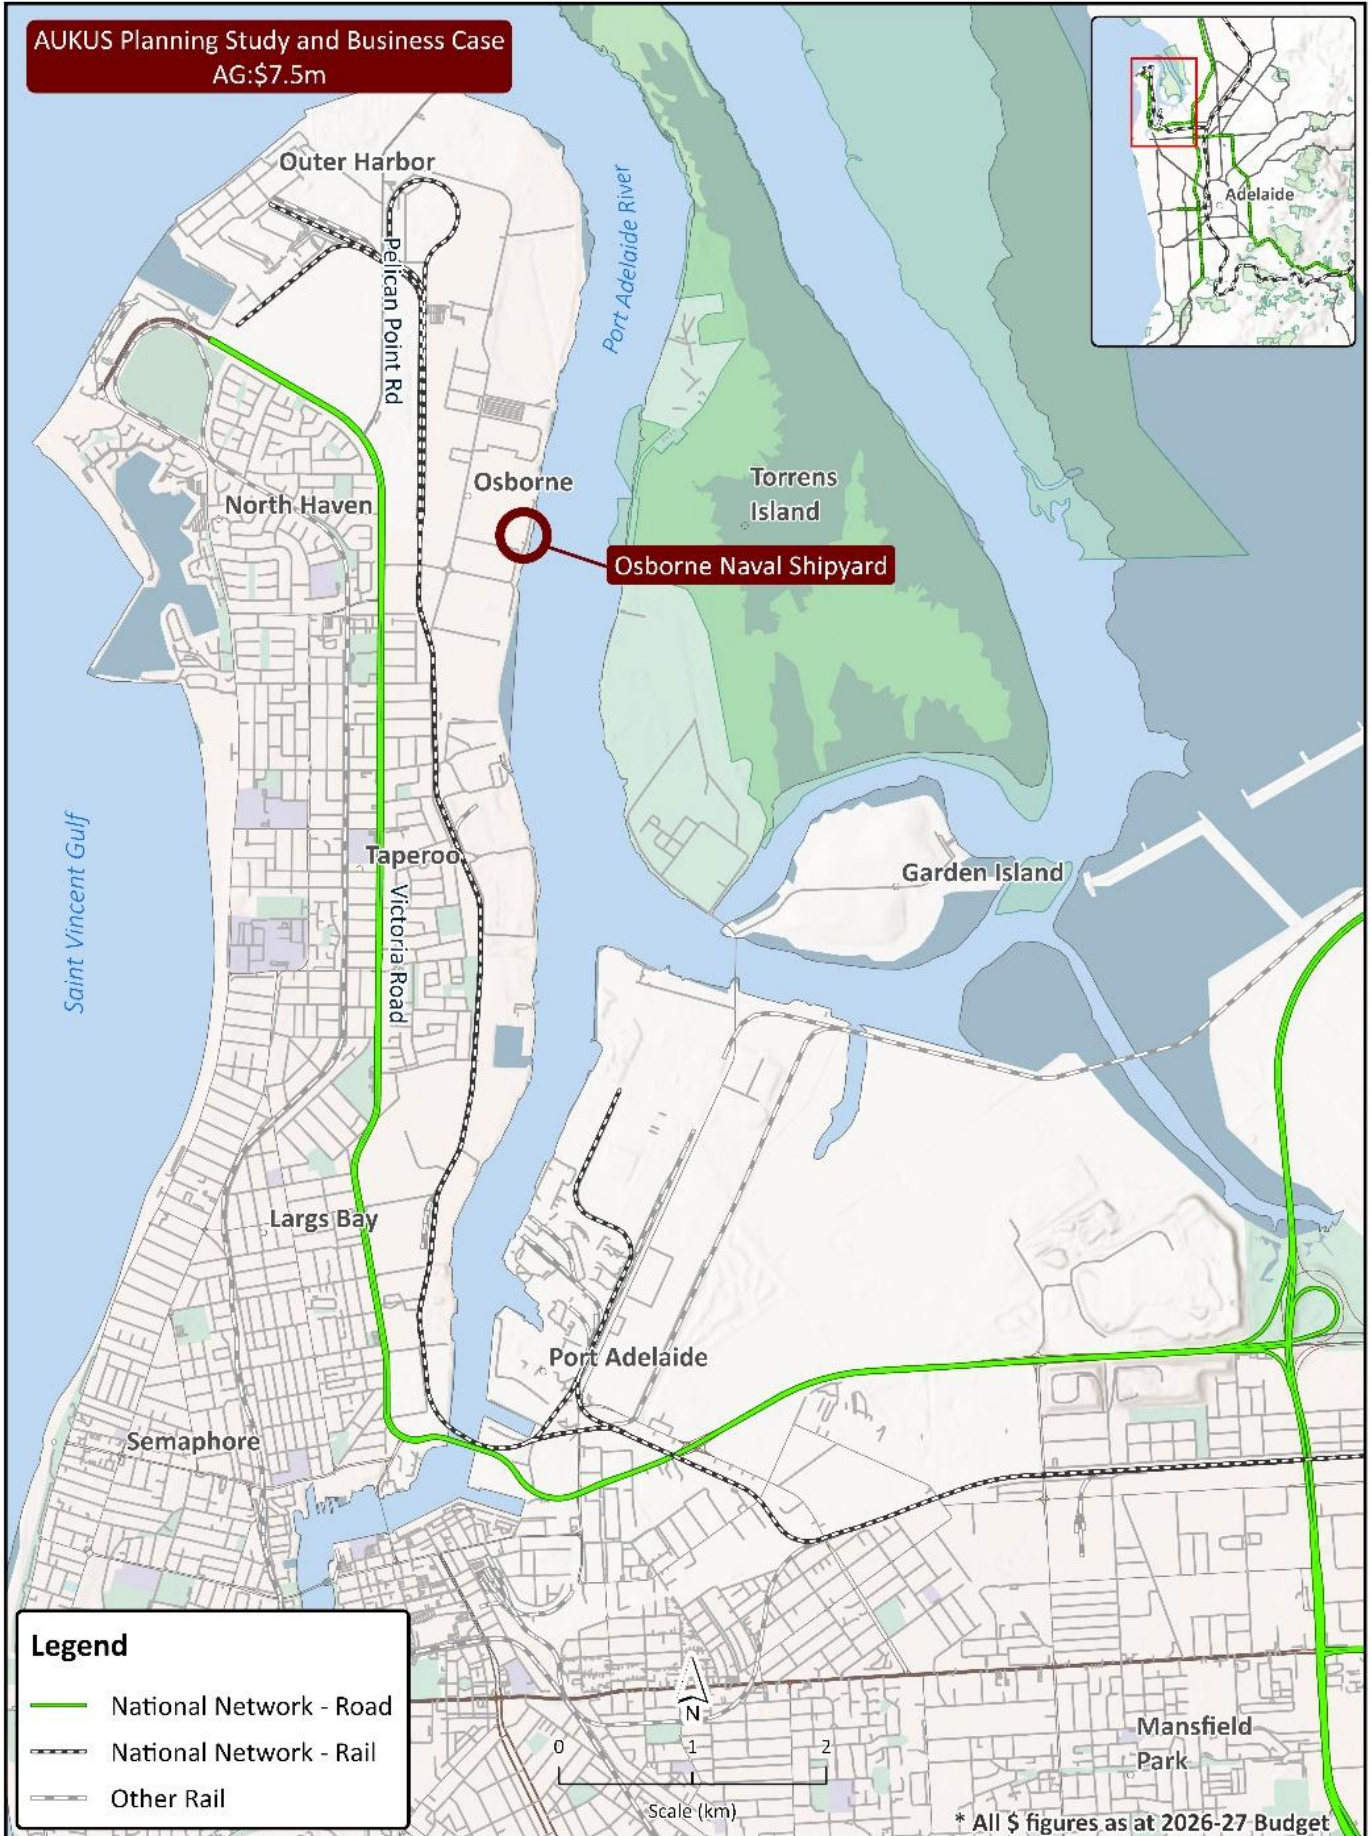 AUKUS Planning Study and Business Case
AG:$7.5m
Adelaide
Outer Harbor
Pelican Point Rd
Port Adelaide River
Osborne
Torrens
Island
North Haven
Osborne Naval Shipyard
Saint Vincent Gulf
Taperoo
Victoria Road
Garden Island
Largs Bay
Port Adelaide
Semaphore
Legend
National Network - Road
National Network - Rail
Other Rail
N
0 1 2
Scale (km)
Mansfield
Park
* All $ figures as at 2026-27 Budget